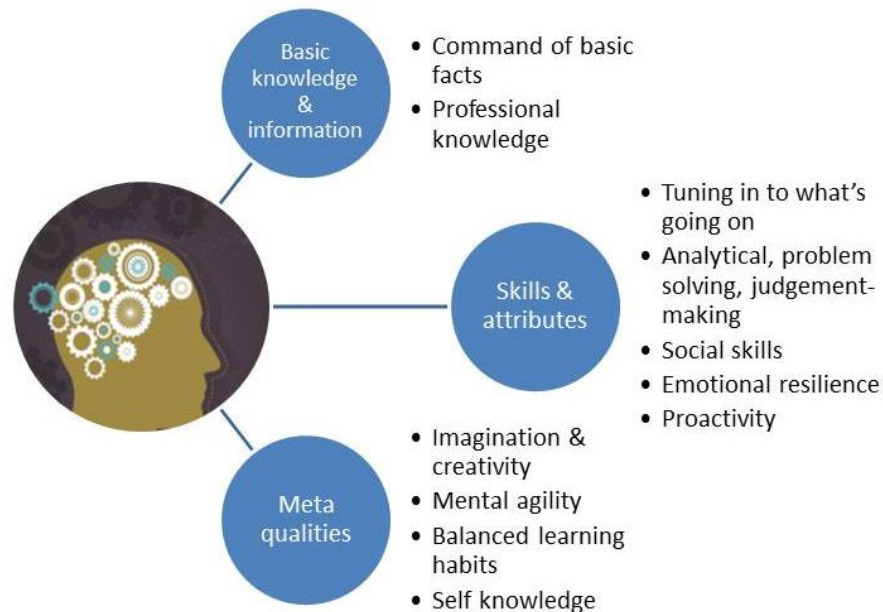 Basic
knowledge
&
information
• Command of basic
facts
• Professional
knowledge
Skills &
attributes
• Tuning in to what's
going on
• Analytical, problem
solving, judgement-
making
• Social skills
• Emotional resilience
• Proactivity
Meta
qualities
• Imagination &
creativity
• Mental agility
• Balanced learning
habits
• Self knowledge